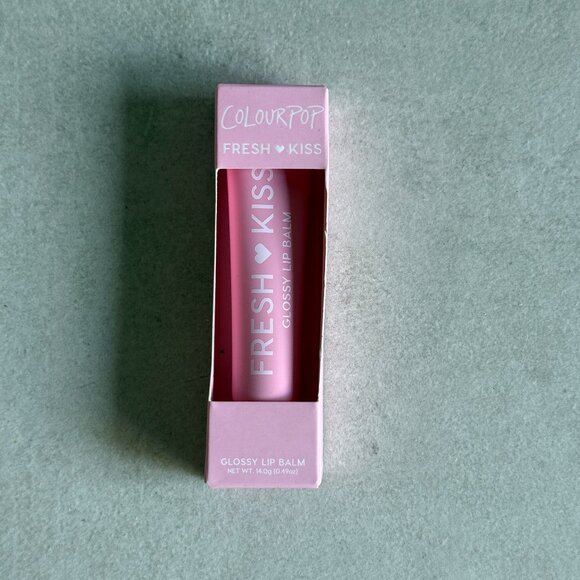 COLOURPOP
FRESH ♥ KISS
FRESH ♥ KISS
GLOSSY LIP BALM
GLOSSY LIP BALM
NET WT. 14.0g (0.49oz)